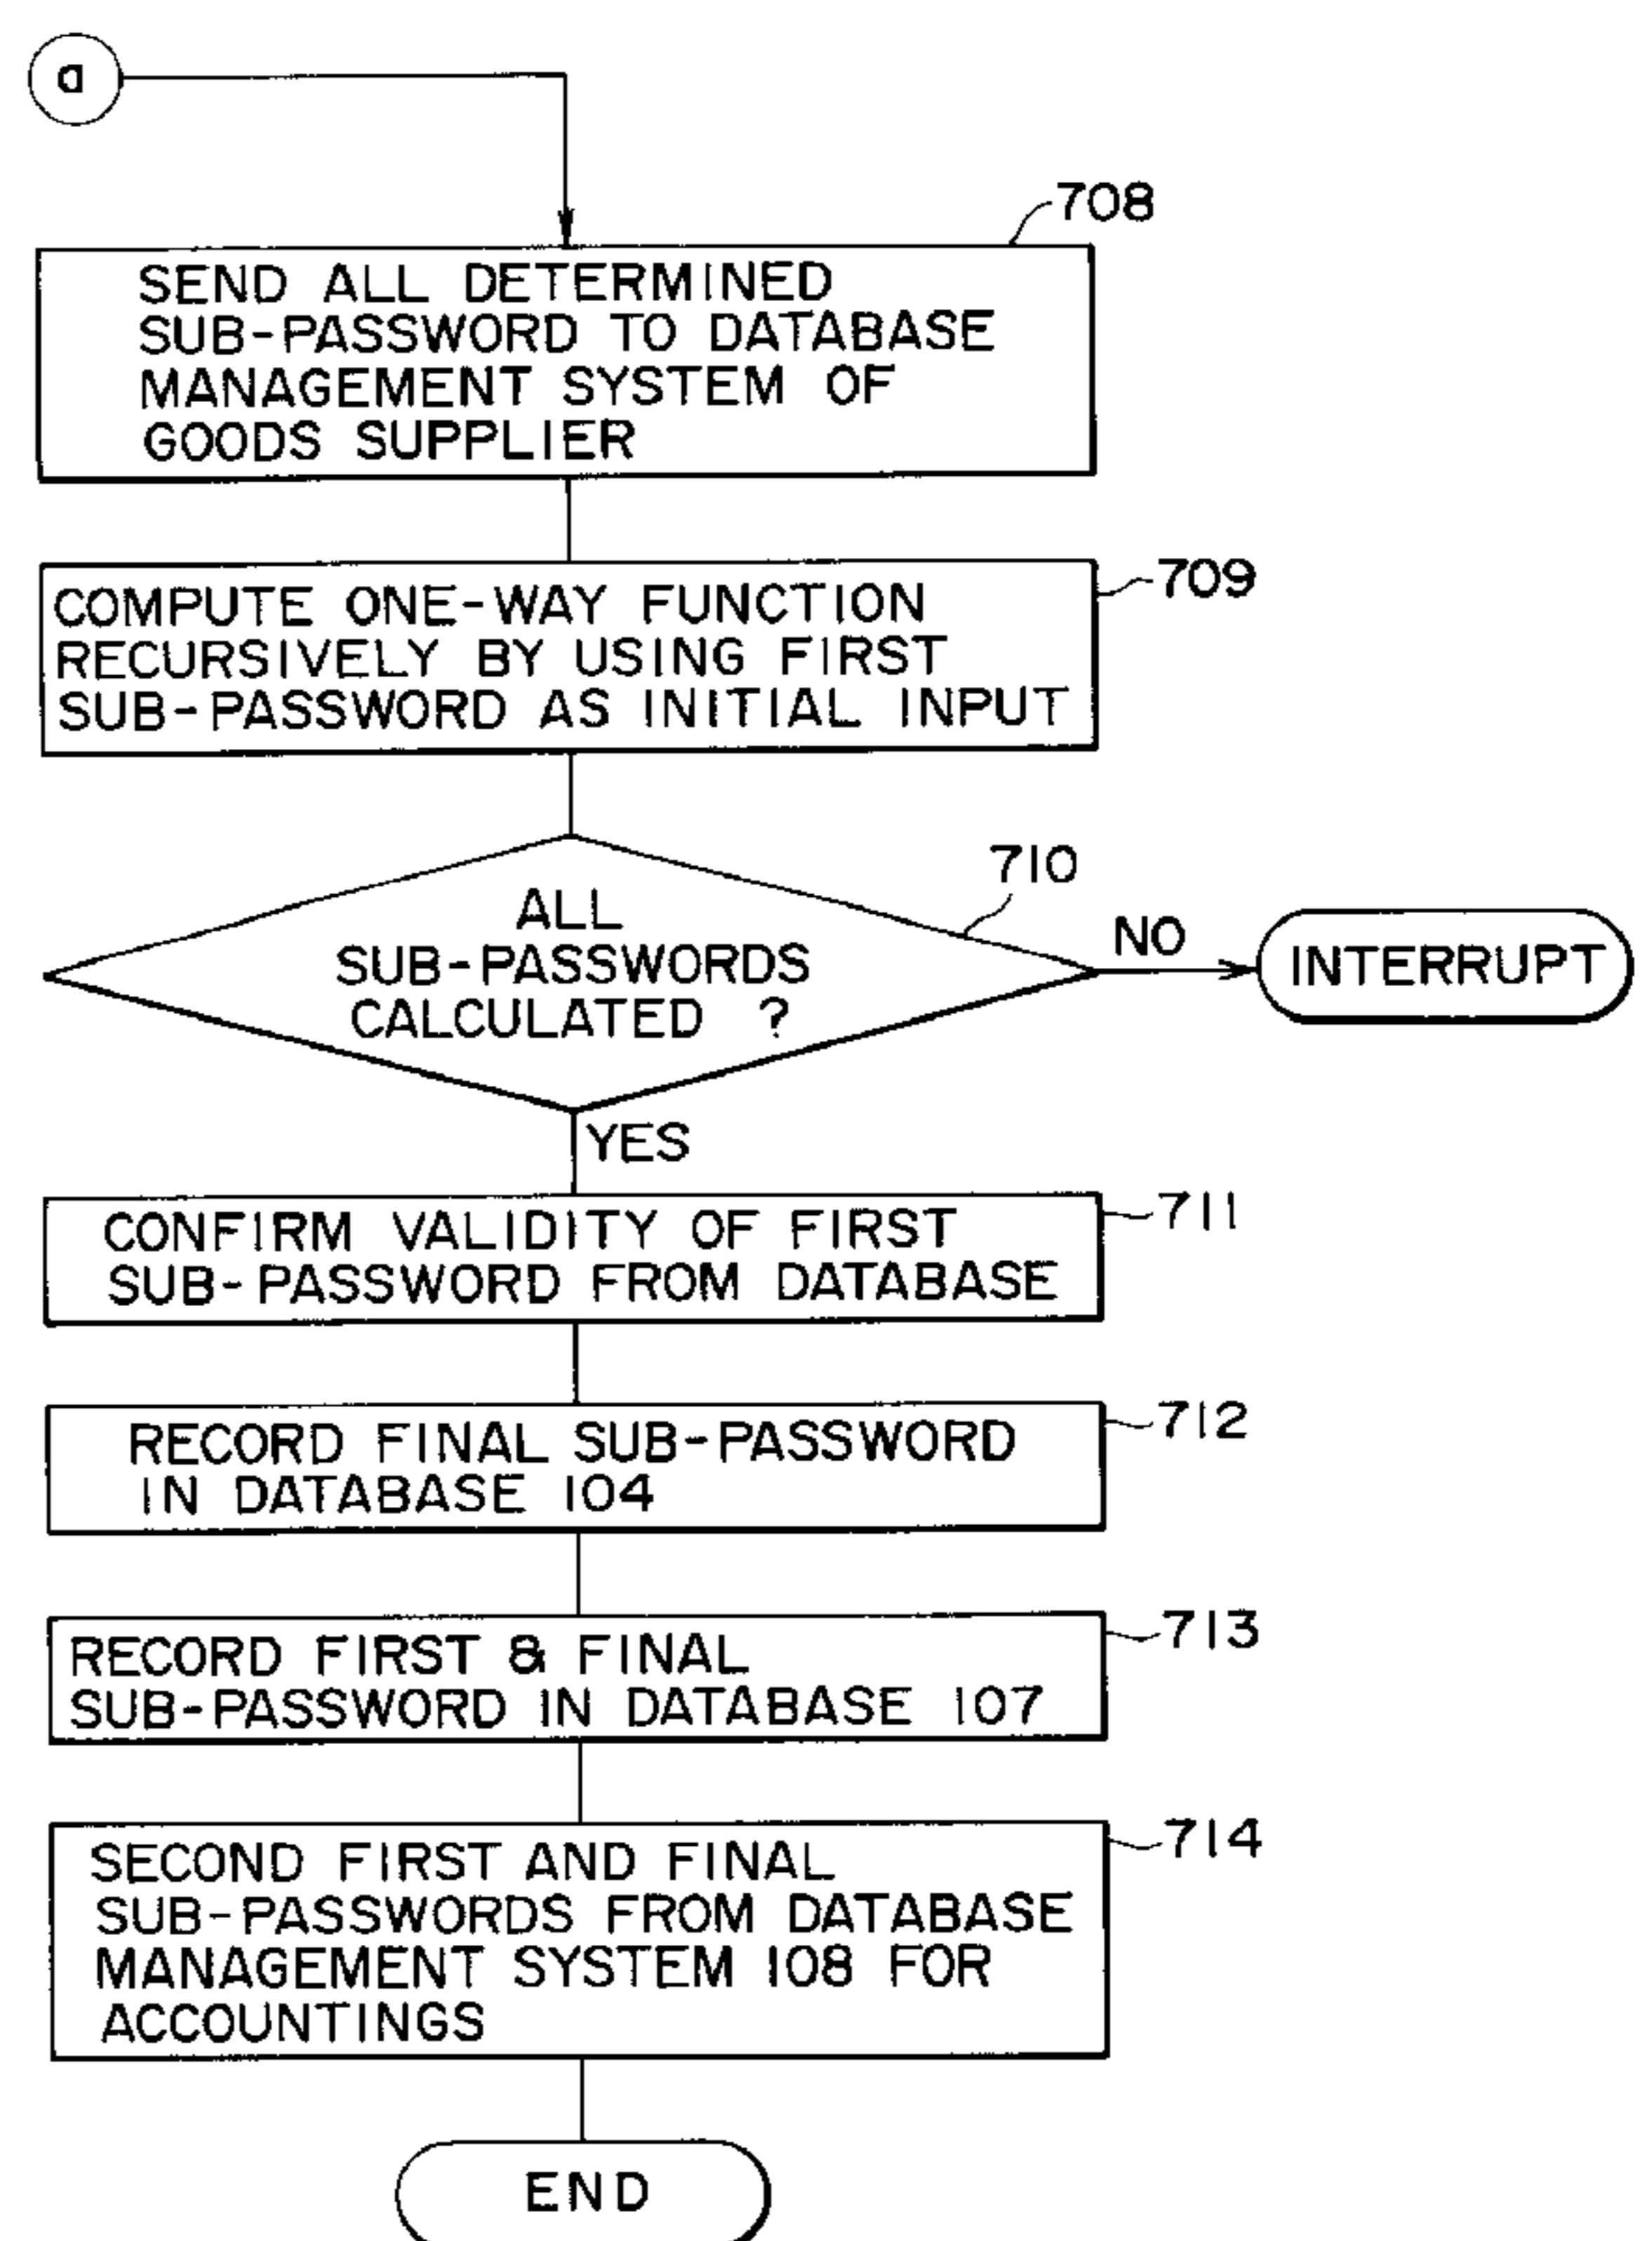 a
708
SEND ALL DETERMINED
SUB-PASSWORD TO DATABASE
MANAGEMENT SYSTEM OF
GOODS SUPPLIER
709
COMPUTE ONE-WAY FUNCTION
RECURSIVELY BY USING FIRST
SUB-PASSWORD AS INITIAL INPUT
710
ALL
SUB-PASSWORDS
CALCULATED ?
NO
INTERRUPT
YES
711
CONFIRM VALIDITY OF FIRST
SUB-PASSWORD FROM DATABASE
712
RECORD FINAL SUB-PASSWORD
IN DATABASE 104
713
RECORD FIRST & FINAL
SUB-PASSWORD IN DATABASE 107
714
SECOND FIRST AND FINAL
SUB-PASSWORDS FROM DATABASE
MANAGEMENT SYSTEM 108 FOR
ACCOUNTINGS
END